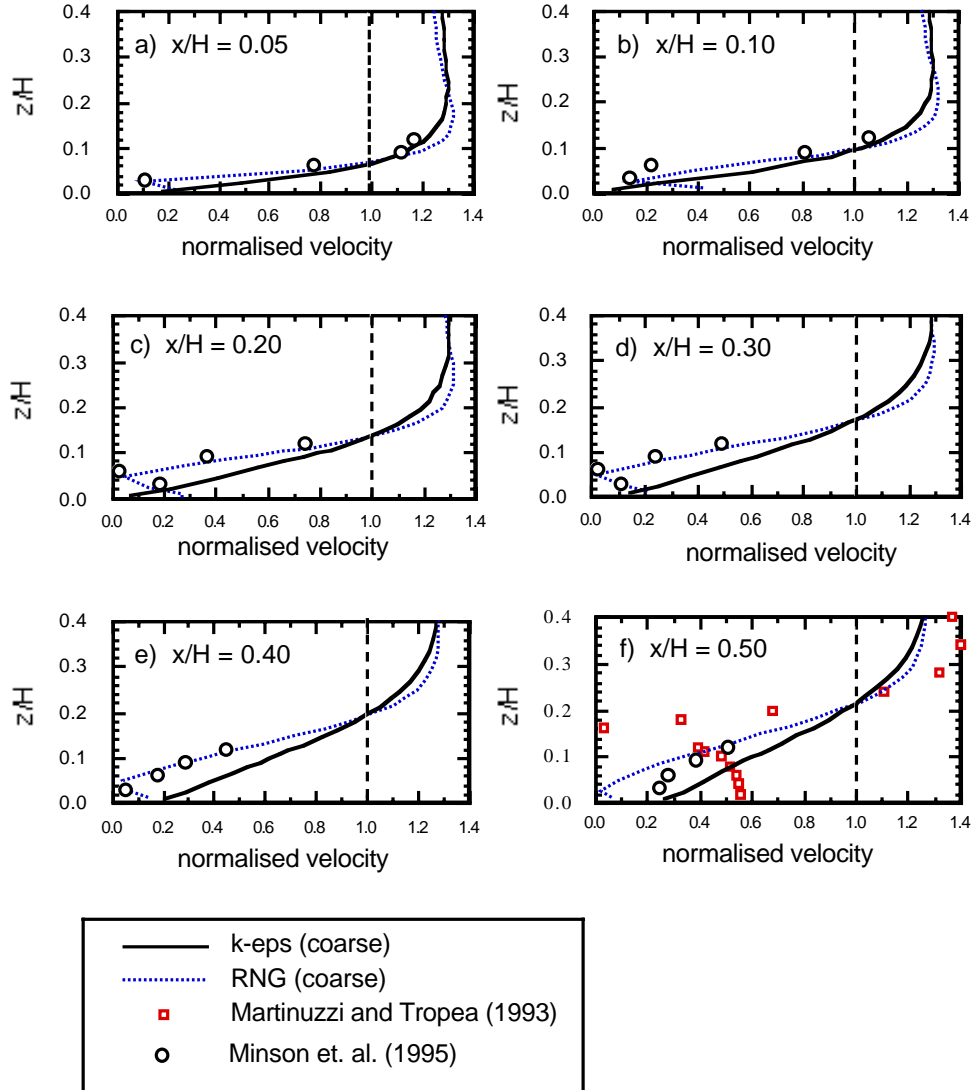 a) x/H = 0.05
0.4
0.3
0.2
0.1
0.0
z/H
0.0 0.2 0.4 0.6 0.8 1.0 1.2 1.4
normalised velocity
b) x/H = 0.10
0.4
0.3
0.2
0.1
0.0
z/H
0.0 0.2 0.4 0.6 0.8 1.0 1.2 1.4
normalised velocity
c) x/H = 0.20
0.4
0.3
0.2
0.1
0.0
z/H
0.0 0.2 0.4 0.6 0.8 1.0 1.2 1.4
normalised velocity
d) x/H = 0.30
0.4
0.3
0.2
0.1
0.0
z/H
0.0 0.2 0.4 0.6 0.8 1.0 1.2 1.4
normalised velocity
e) x/H = 0.40
0.4
0.3
0.2
0.1
0.0
z/H
0.0 0.2 0.4 0.6 0.8 1.0 1.2 1.4
normalised velocity
f) x/H = 0.50
0.4
0.3
0.2
0.1
0.0
z/H
0.0 0.2 0.4 0.6 0.8 1.0 1.2 1.4
normalised velocity
k-eps (coarse)
RNG (coarse)
Martinuzzi and Tropea (1993)
Minson et. al. (1995)